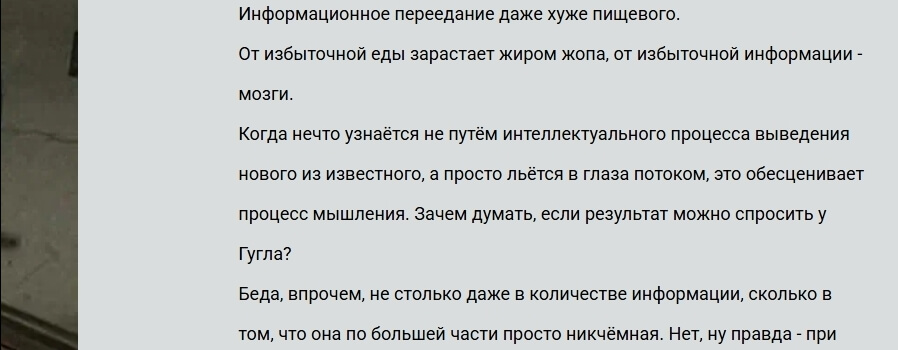 Информационное переедание даже хуже пищевого.
От избыточной еды зарастает жиром жопа, от избыточной информации -
мозги.
Когда нечто узнаётся не путём интеллектуального процесса выведения
нового из известного, а просто льётся в глаза потоком, это обесценивает
процесс мышления. Зачем думать, если результат можно спросить у
Гугла?
Беда, впрочем, не столько даже в количестве информации, сколько в
том, что она по большей части просто никчёмная. Нет, ну правда - при